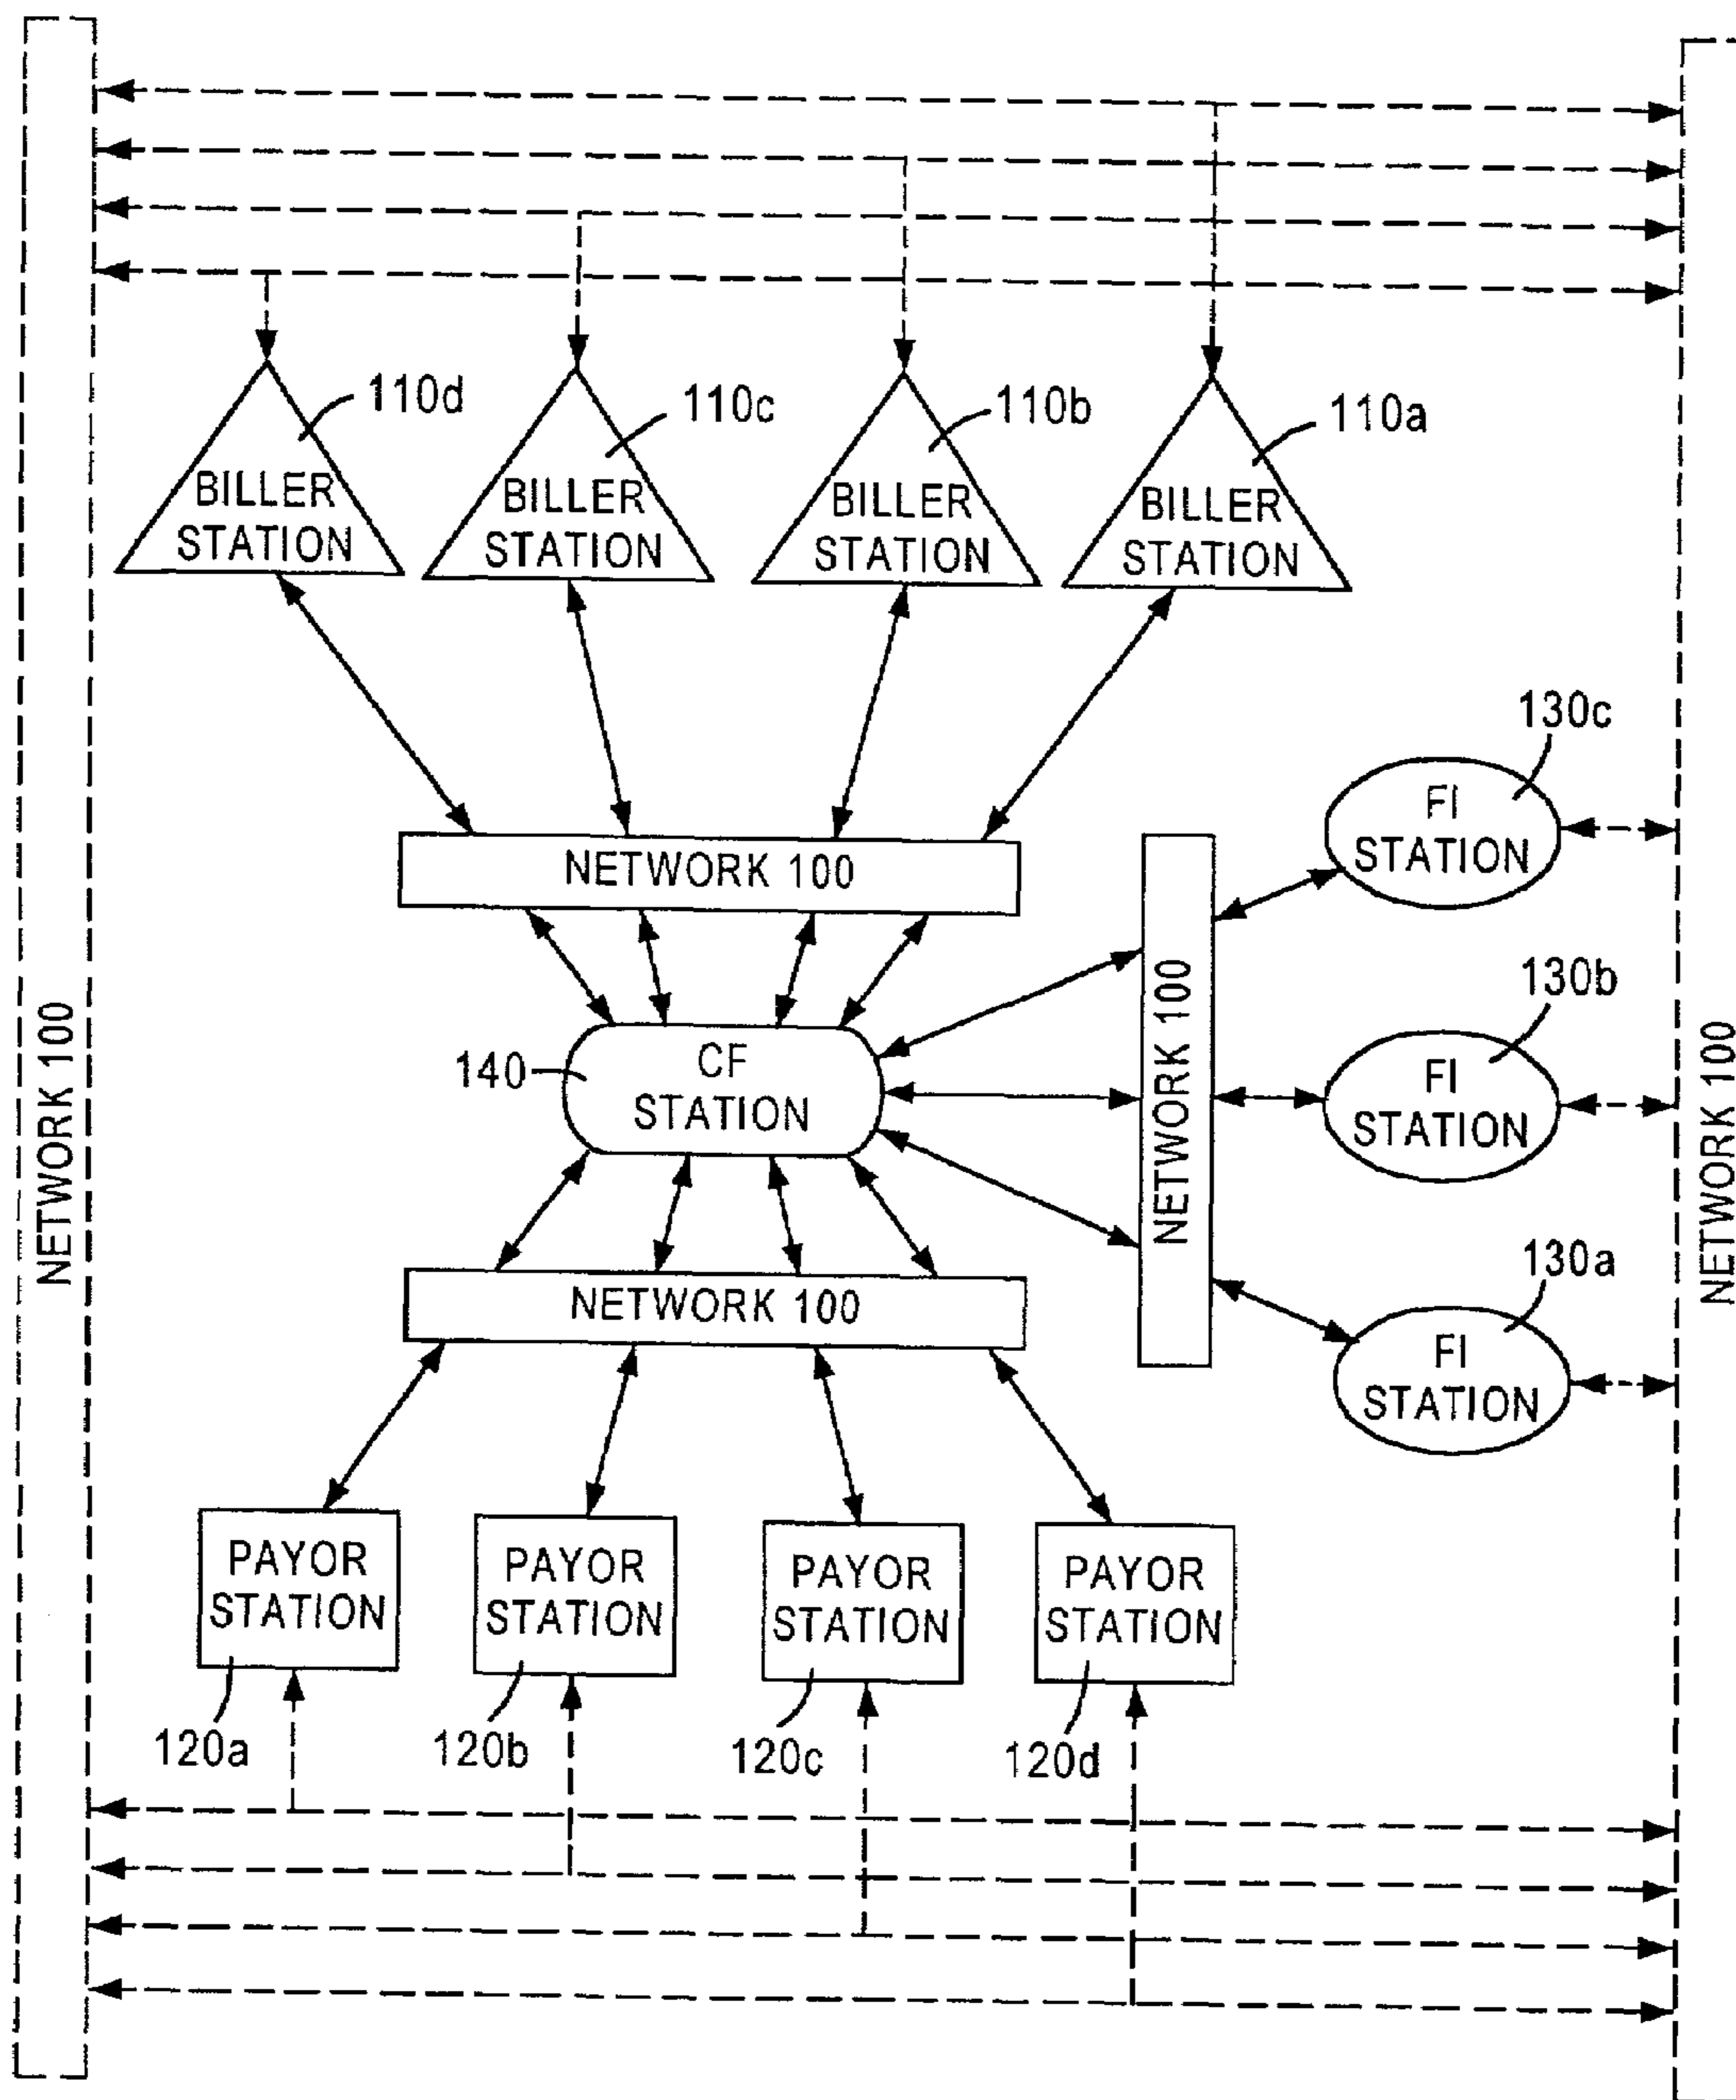 110d
110c
110b
110a
BILLER
STATION
BILLER
STATION
BILLER
STATION
BILLER
STATION
130c
FI
STATION
NETWORK 100
NETWORK 100
130b
FI
STATION
140
CF
STATION
NETWORK 100
NETWORK 100
NETWORK 100
130a
FI
STATION
PAYOR
STATION
PAYOR
STATION
PAYOR
STATION
PAYOR
STATION
120a
120b
120c
120d